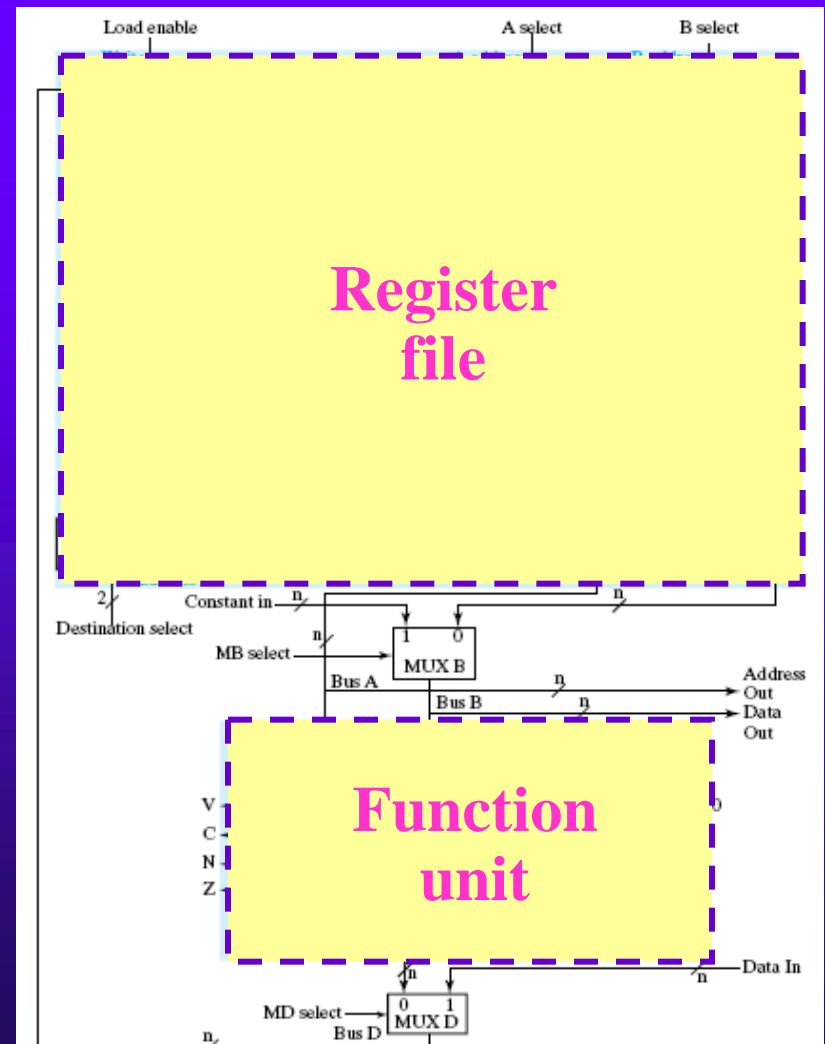 Load enable A select B select
Register
file
2 Constant in n n
Destination select
n 1 0
MB select MUX B
Bus A n Address
Out
Bus B n Data
Out
V
C
N
Z
0
Function
unit
n n Data In
0 1
MD select MUX D
n Bus D